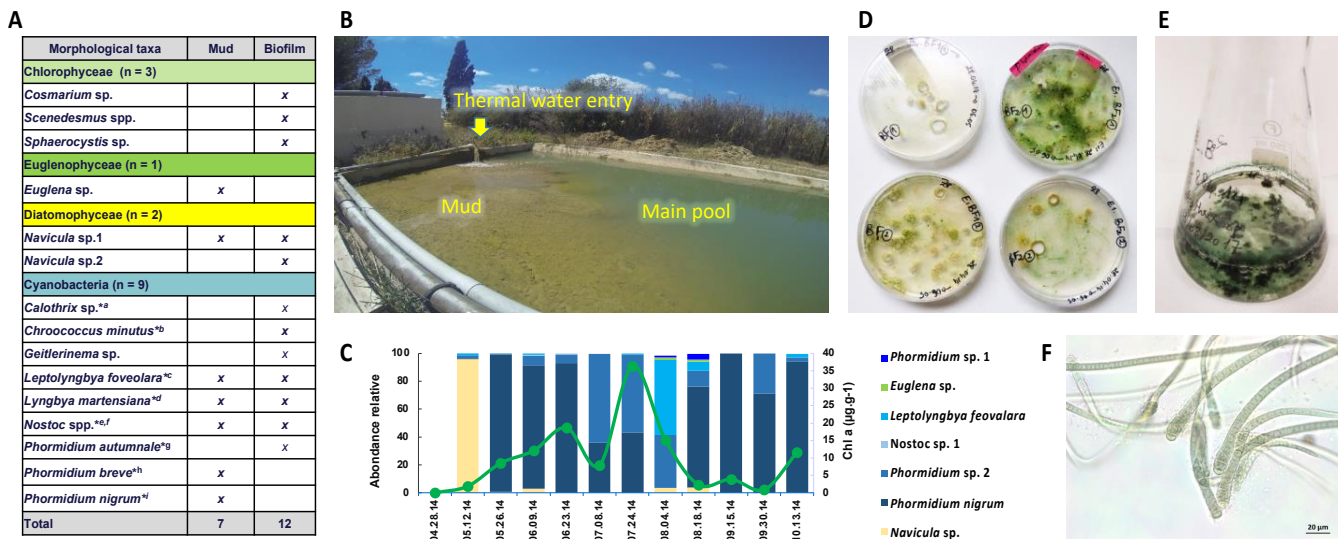 A
Morphological taxa Mud Biofilm
Chlorophyceae (n = 3)
Cosmarium sp. x
Scenedesmus spp. x
Sphaerocystis sp. x
Euglenophyceae (n = 1)
Euglena sp. x
Diatomophyceae (n = 2)
Navicula sp.1 x x
Navicula sp.2 x
Cyanobacteria (n = 9)
Calothrix sp.*a x
Chroococcus minutus*b x
Geitlerinema sp. x
Leptolyngbya foveolara*c x x
Lyngbya martensiana*d x x
Nostoc spp.*e,f x x
Phormidium autumnale*g x
Phormidium breve*h x
Phormidium nigrum*i x
Total 7 12
B
Thermal water entry
Mud
Main pool
C
Abondance relative
100
80
60
40
20
0
40
35
30
25
20
15
10
5
0
Chl a (µg.g-1)
04.28.14
05.12.14
05.26.14
06.09.14
06.23.14
07.08.14
07.24.14
08.04.14
08.18.14
09.15.14
09.30.14
10.13.14
Phormidium sp. 1
Euglena sp.
Leptolyngbya feovalara
Nostoc sp. 1
Phormidium sp. 2
Phormidium nigrum
Navicula sp.
D
BF①
BF②
BF2②
E
F
20 µm